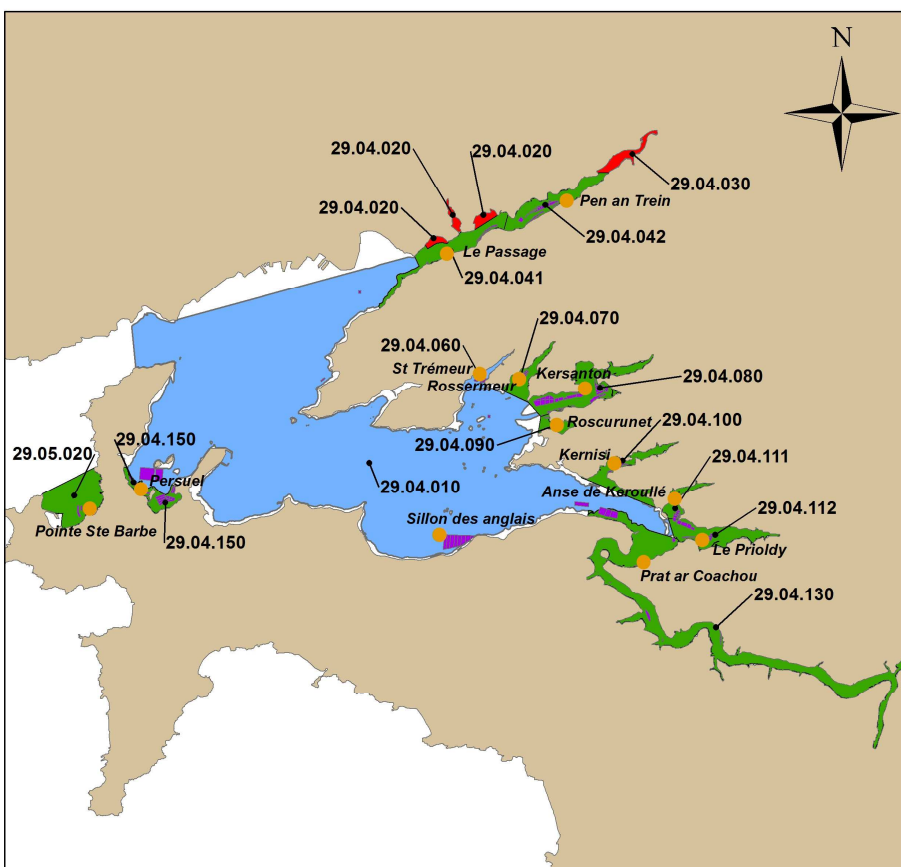 N
29.04.020
29.04.020
29.04.030
Pen an Trein
29.04.020
29.04.042
Le Passage
29.04.041
29.04.070
29.04.060
St Trémeur
Kersanton
29.04.080
Rossermeur
Roscurunet
29.04.100
29.04.090
29.04.150
Kernisi
29.05.020
29.04.111
Persuel
29.04.010
Anse de Keroullé
29.04.112
Sillon des anglais
Pointe Ste Barbe
29.04.150
Le Prioldy
Prat ar Coachou
29.04.130